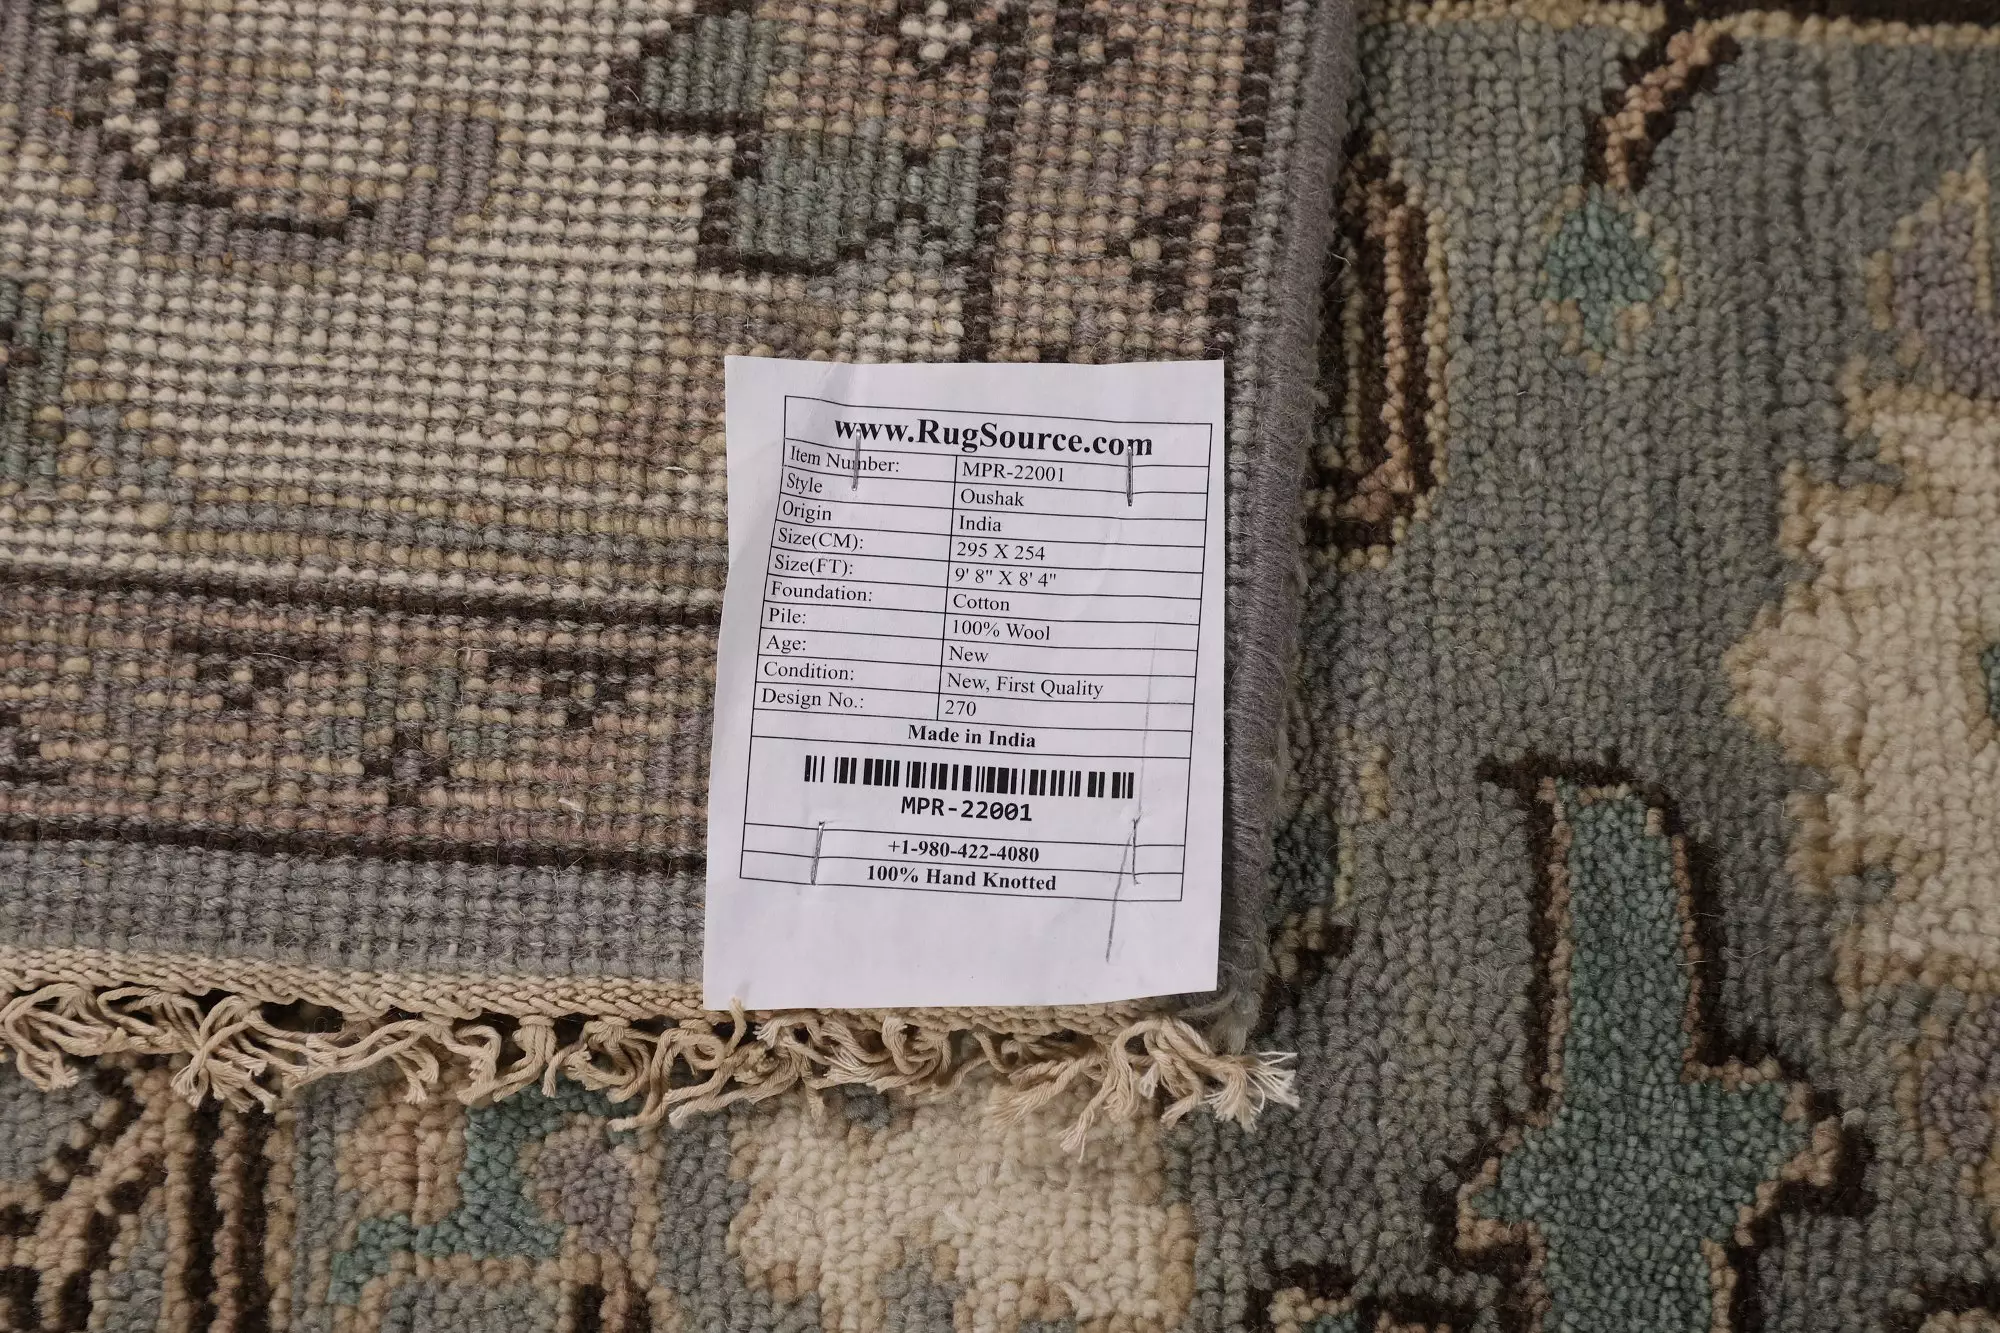 www.RugSource.com
Item Number: MPR-22001
Style Oushak
Origin India
Size(CM): 295 X 254
Size(FT): 9' 8" X 8' 4"
Foundation: Cotton
Pile: 100% Wool
Age: New
Condition: New, First Quality
Design No.: 270
Made in India
MPR-22001
+1-980-422-4080
100% Hand Knotted